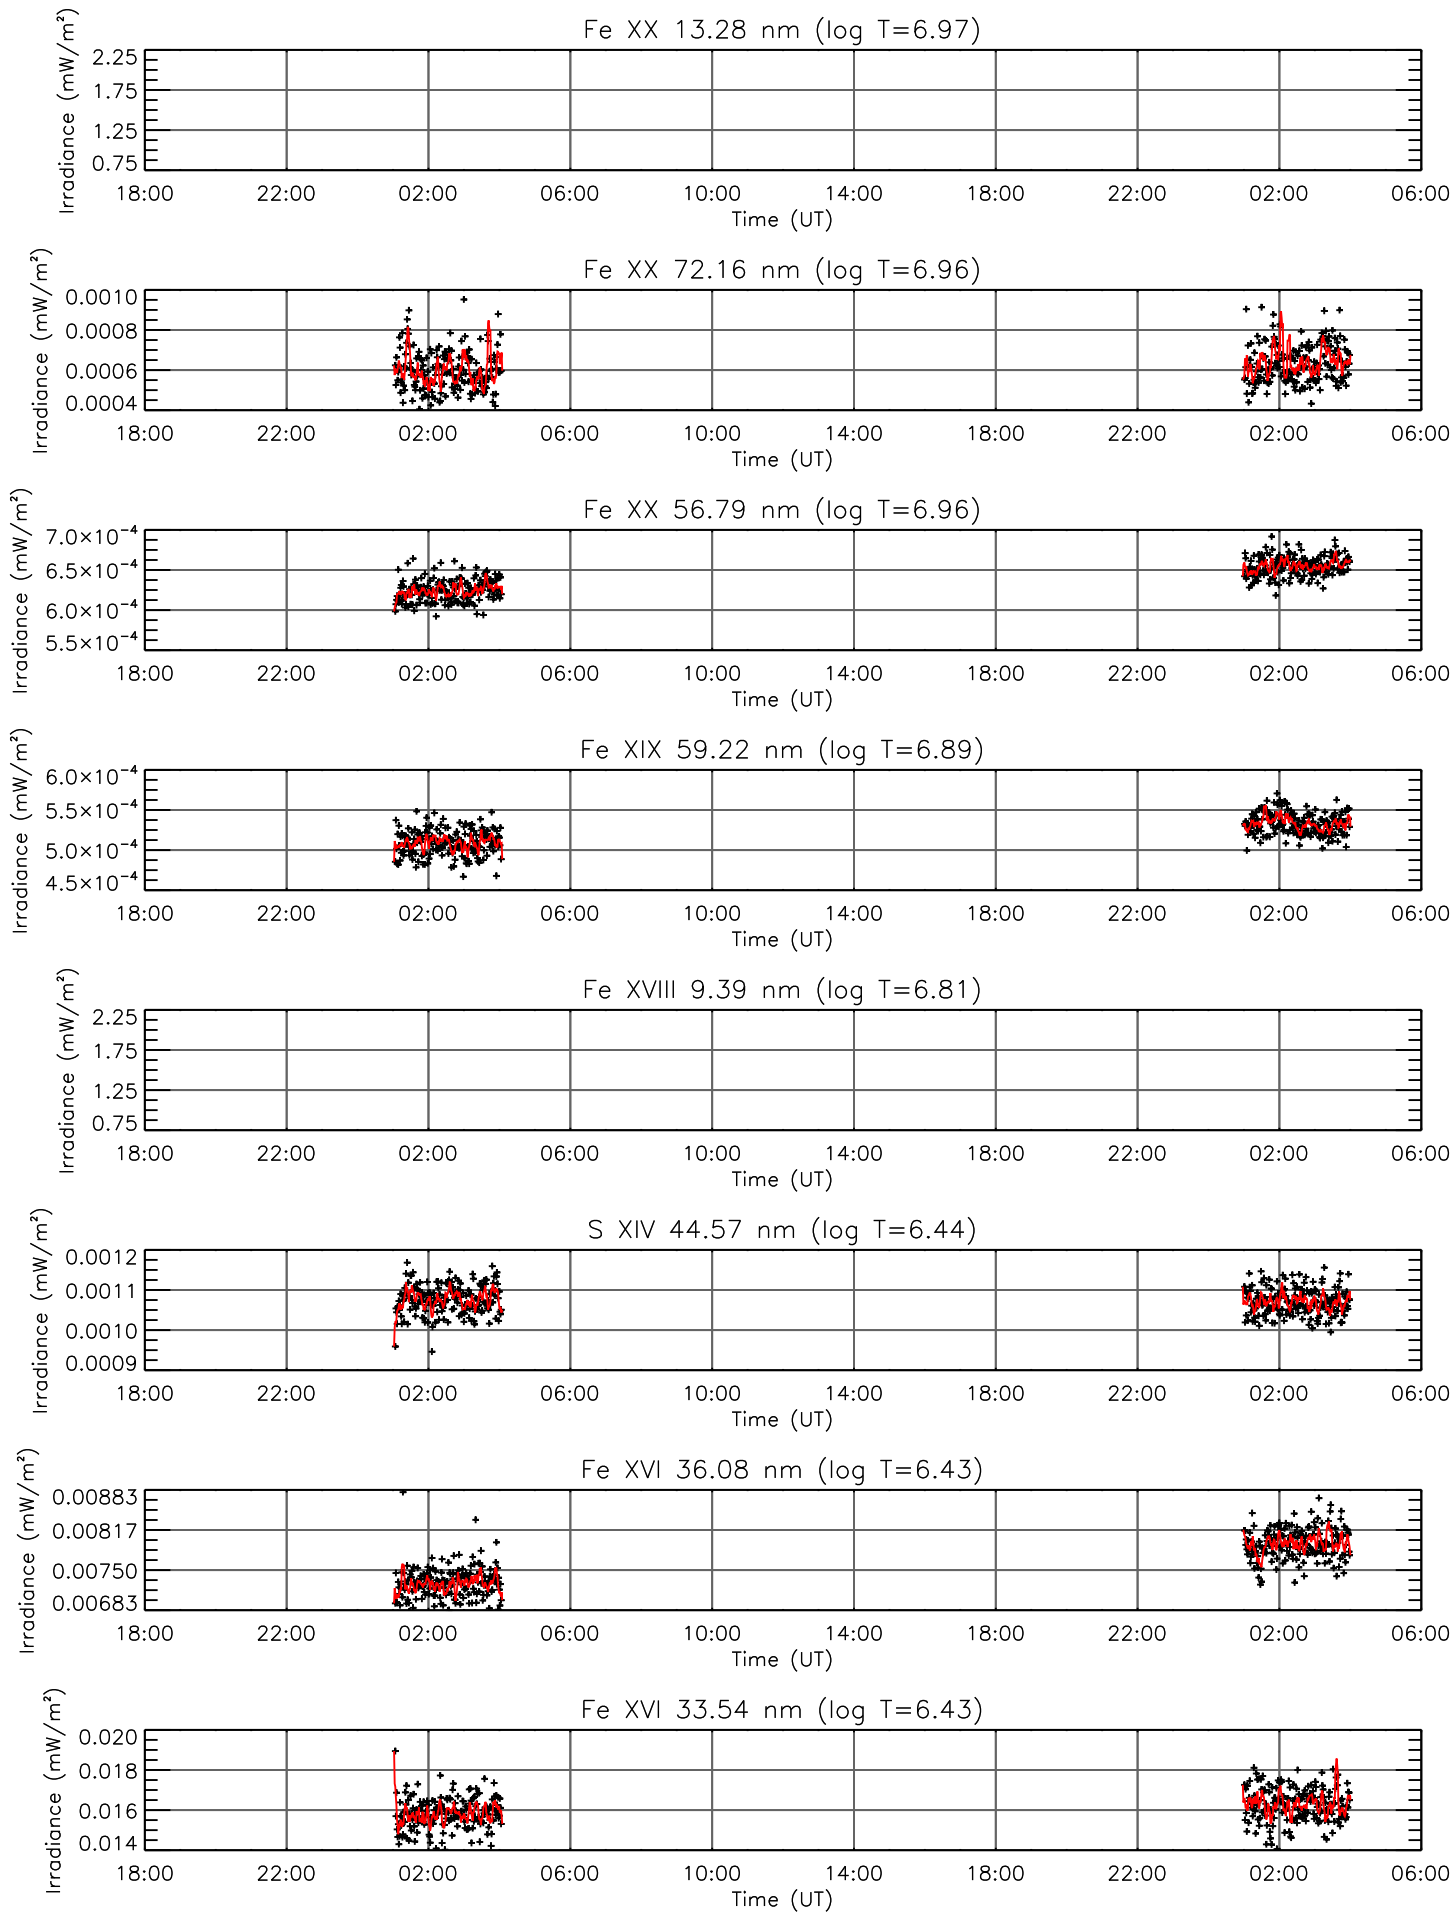 Fe XX 13.28 nm (log T=6.97)
Irradiance (mW/m²)
2.25
1.75
1.25
0.75
18:00 22:00 02:00 06:00 10:00 14:00 18:00 22:00 02:00 06:00
Time (UT)
Fe XX 72.16 nm (log T=6.96)
Irradiance (mW/m²)
0.0010
0.0008
0.0006
0.0004
18:00 22:00 02:00 06:00 10:00 14:00 18:00 22:00 02:00 06:00
Time (UT)
Fe XX 56.79 nm (log T=6.96)
Irradiance (mW/m²)
7.0×10⁻⁴
6.5×10⁻⁴
6.0×10⁻⁴
5.5×10⁻⁴
18:00 22:00 02:00 06:00 10:00 14:00 18:00 22:00 02:00 06:00
Time (UT)
Fe XIX 59.22 nm (log T=6.89)
Irradiance (mW/m²)
6.0×10⁻⁴
5.5×10⁻⁴
5.0×10⁻⁴
4.5×10⁻⁴
18:00 22:00 02:00 06:00 10:00 14:00 18:00 22:00 02:00 06:00
Time (UT)
Fe XVIII 9.39 nm (log T=6.81)
Irradiance (mW/m²)
2.25
1.75
1.25
0.75
18:00 22:00 02:00 06:00 10:00 14:00 18:00 22:00 02:00 06:00
Time (UT)
S XIV 44.57 nm (log T=6.44)
Irradiance (mW/m²)
0.0012
0.0011
0.0010
0.0009
18:00 22:00 02:00 06:00 10:00 14:00 18:00 22:00 02:00 06:00
Time (UT)
Fe XVI 36.08 nm (log T=6.43)
Irradiance (mW/m²)
0.00883
0.00817
0.00750
0.00683
18:00 22:00 02:00 06:00 10:00 14:00 18:00 22:00 02:00 06:00
Time (UT)
Fe XVI 33.54 nm (log T=6.43)
Irradiance (mW/m²)
0.020
0.018
0.016
0.014
18:00 22:00 02:00 06:00 10:00 14:00 18:00 22:00 02:00 06:00
Time (UT)